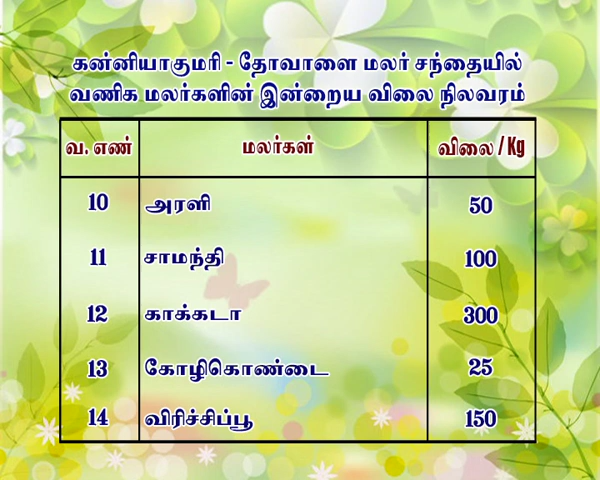 கன்னியாகுமரி - தோவாளை மலர் சந்தையில்
வணிக மலர்களின் இன்றைய விலை நிலவரம்
வ. எண் மலர்கள் விலை / Kg
10 அரளி 50
11 சாமந்தி 100
12 காக்கடா 300
13 கோழிகொண்டை 25
14 விரிச்சிப்பூ 150